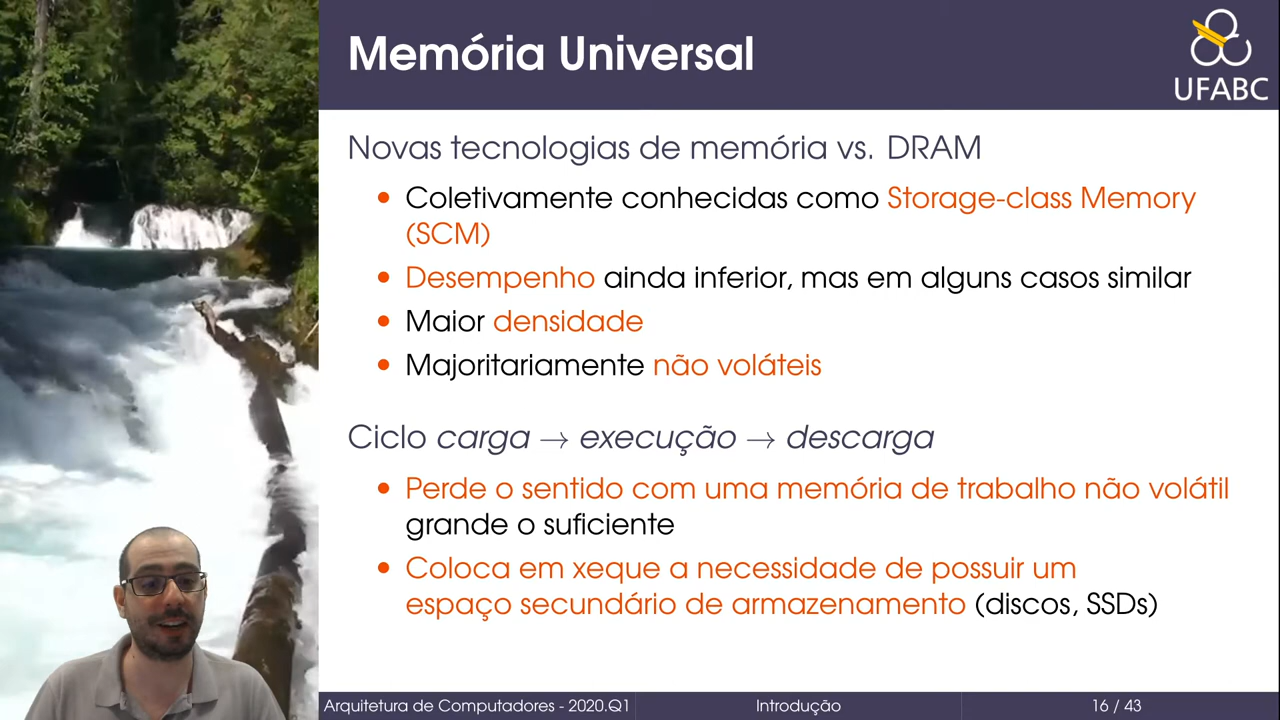 Memória Universal
UFABC
Novas tecnologias de memória vs. DRAM
• Coletivamente conhecidas como Storage-class Memory
(SCM)
• Desempenho ainda inferior, mas em alguns casos similar
• Maior densidade
• Majoritariamente não voláteis
Ciclo carga → execução → descarga
• Perde o sentido com uma memória de trabalho não volátil
grande o suficiente
• Coloca em xeque a necessidade de possuir um
espaço secundário de armazenamento (discos, SSDs)
Arquitetura de Computadores - 2020.Q1
Introdução
16 / 43